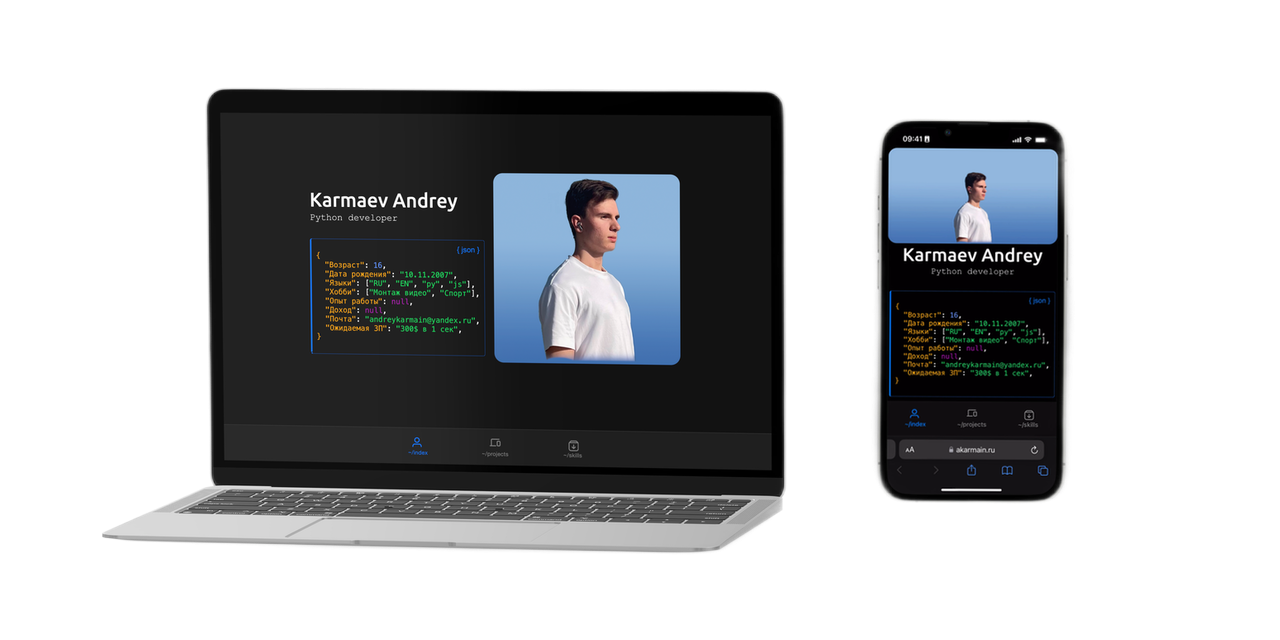 Karmaev Andrey
Python developer
{json}
{
"Возраст": 16,
"Дата рождения": "10.11.2007",
"Языки": ["RU", "EN", "py", "js"],
"Хобби": ["Монтаж видео", "Спорт"],
"Опыт работы": null,
"Доход": null,
"Почта": "andreykarmain@yandex.ru",
"Ожидаемая ЗП": "300$ в 1 сек",
}
~/index
~/projects
~/skills
09:41
Karmaev Andrey
Python developer
{json}
{
"Возраст": 16,
"Дата рождения": "10.11.2007",
"Языки": ["RU", "EN", "py", "js"],
"Хобби": ["Монтаж видео", "Спорт"],
"Опыт работы": null,
"Доход": null,
"Почта": "andreykarmain@yandex.ru",
"Ожидаемая ЗП": "300$ в 1 сек",
}
~/index
~/projects
~/skills
AA akarmain.ru